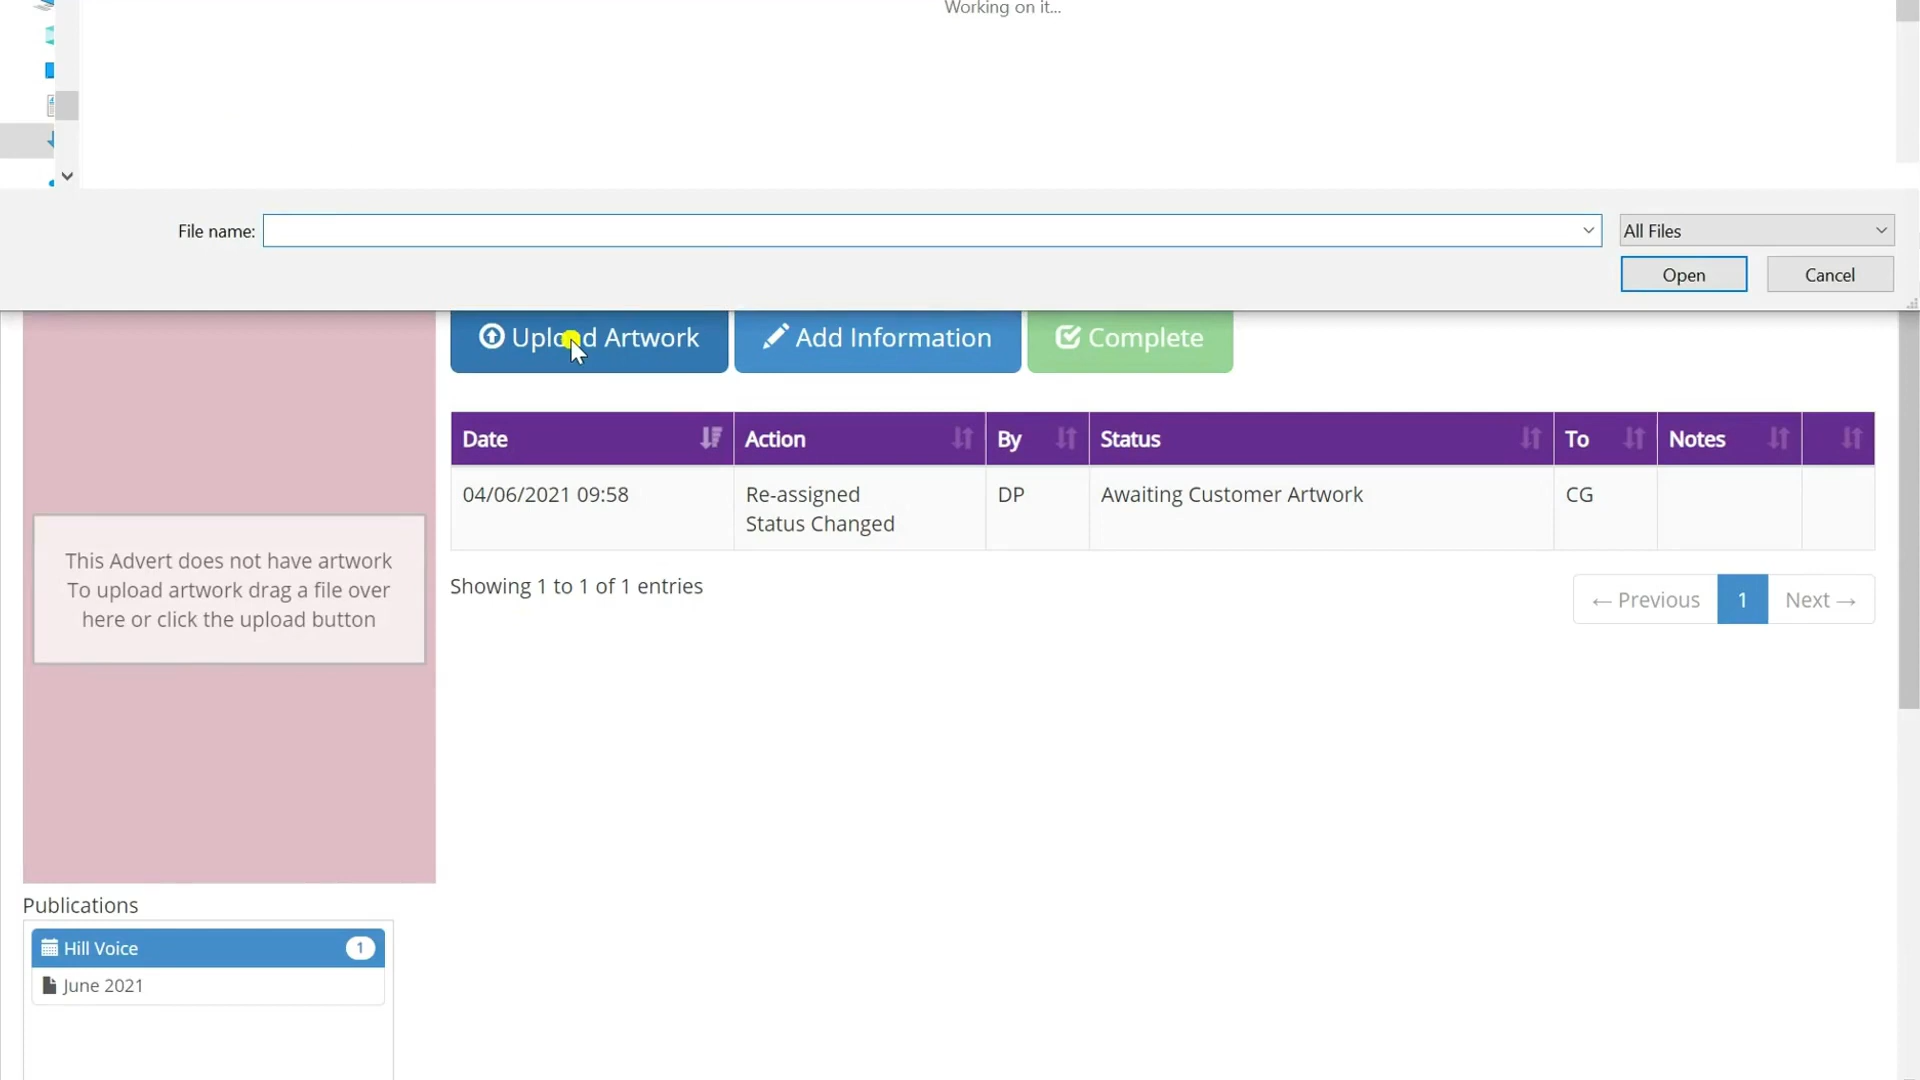 Working on it...
File name:
All Files
Open Cancel
Upload Artwork Add Information Complete
Date Action By Status To Notes
04/06/2021 09:58 Re-assigned DP Awaiting Customer Artwork CG
Status Changed
This Advert does not have artwork
To upload artwork drag a file over
here or click the upload button
Showing 1 to 1 of 1 entries
← Previous 1 Next →
Publications
Hill Voice 1
June 2021